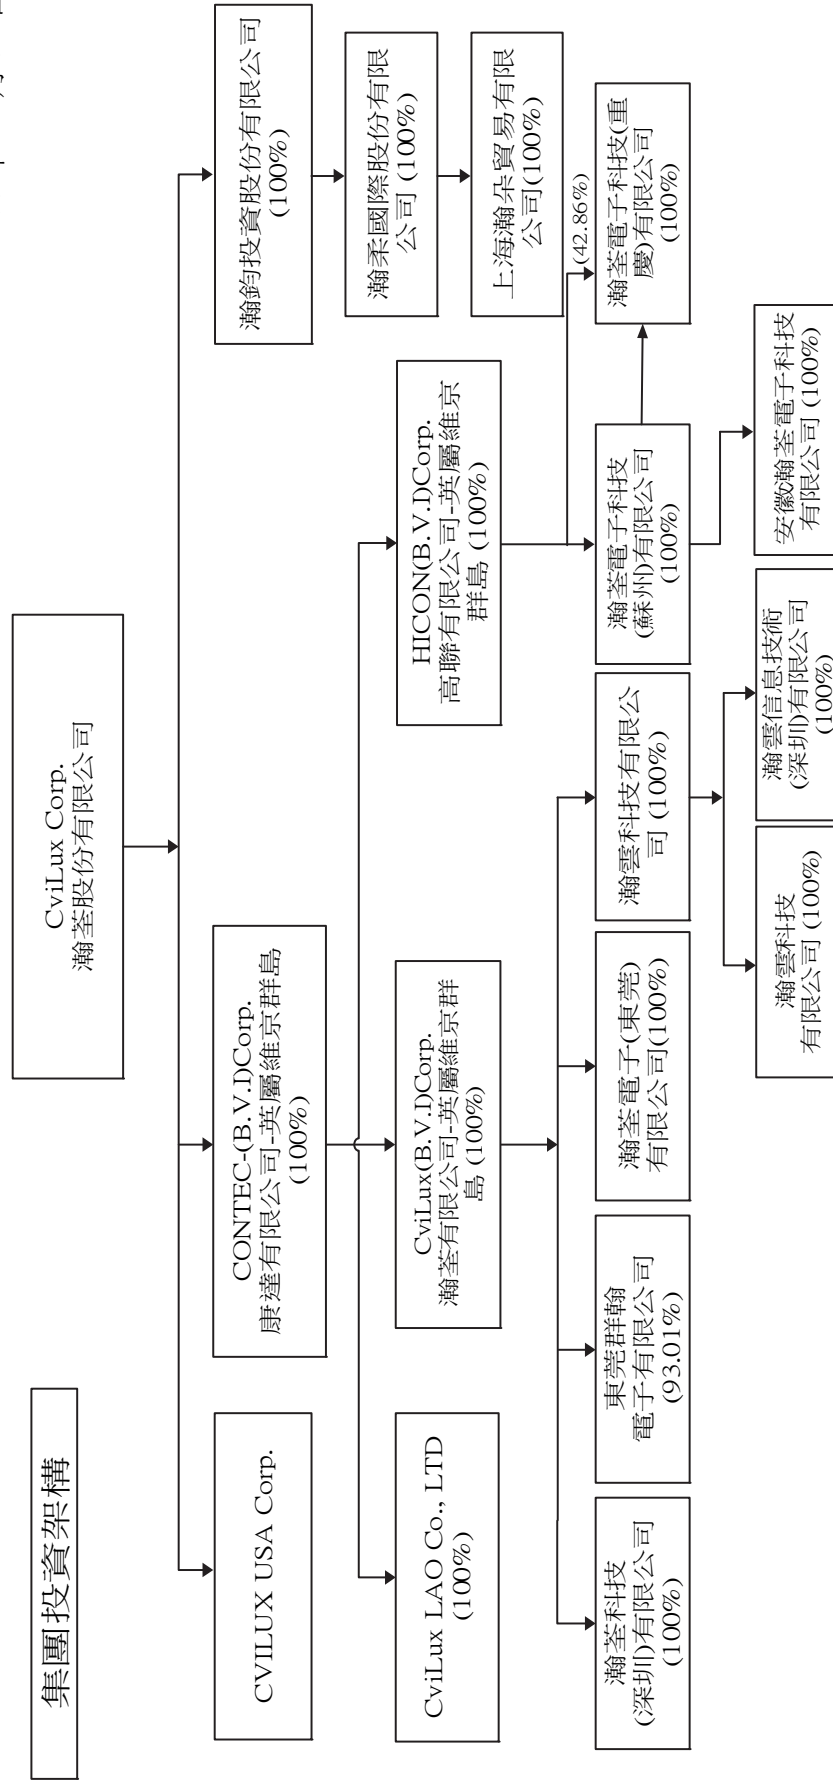 集團投資架構
CviLux Corp.
瀚荃股份有限公司
CVILUX USA Corp.
CONTEC-(B.V.I)Corp.
康達有限公司-英屬維京群島
(100%)
瀚鈞投資股份有限公司
(100%)
CviLux LAO Co., LTD
(100%)
CviLux(B.V.I)Corp.
瀚荃有限公司-英屬維京群
島 (100%)
HICON(B.V.I)Corp.
高聯有限公司-英屬維京
群島 (100%)
瀚柔國際股份有限
公司 (100%)
上海瀚朵貿易有限
公司(100%)
(42.86%)
瀚荃科技
(深圳)有限公司
(100%)
東莞群翰
電子有限公司
(93.01%)
瀚荃電子(東莞)
有限公司(100%)
瀚雲科技有限公
司 (100%)
瀚荃電子科技
(蘇州)有限公司
(100%)
瀚荃電子科技(重
慶)有限公司
(100%)
瀚雲科技
有限公司 (100%)
瀚雲信息技術
(深圳)有限公司
(100%)
安徽瀚荃電子科技
有限公司 (100%)